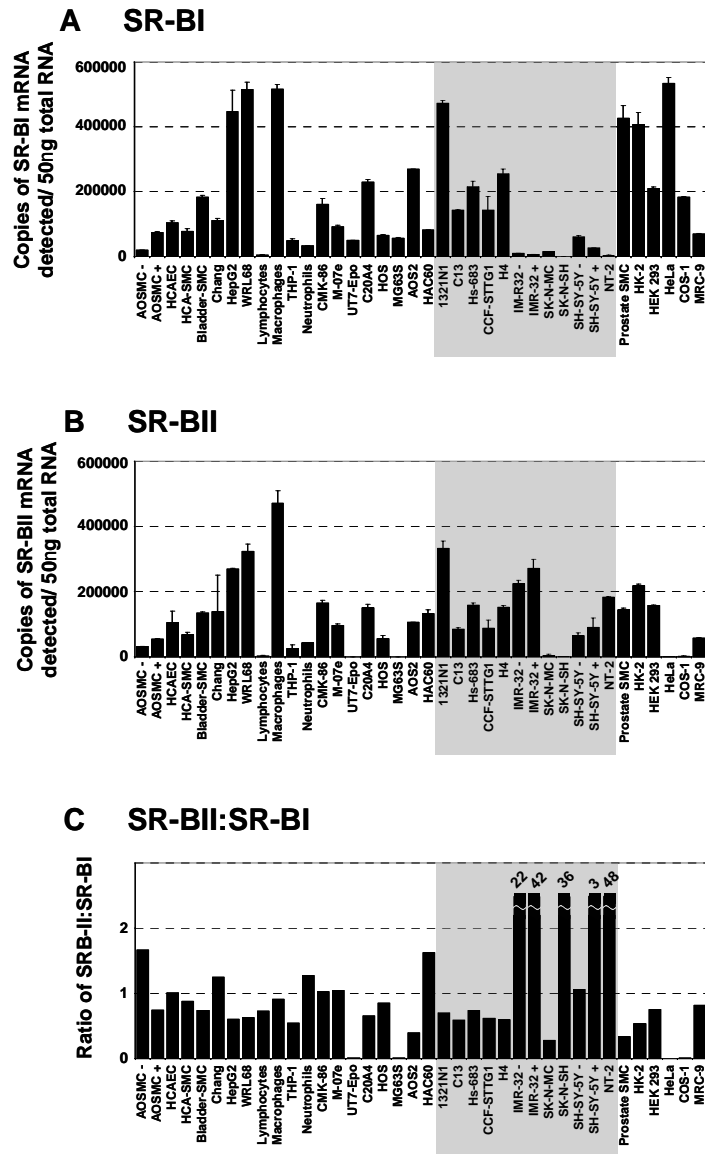 A SR-BI
Copies of SR-BI mRNA
detected/ 50ng total RNA
600000
400000
200000
0
AOSMC -
AOSMC +
HCAEC
HCA-SMC
Bladder-SMC
Chang
HepG2
WRL68
Lymphocytes
Macrophages
THP-1
Neutrophils
CMK-86
M-07e
UT7-Epo
C20A4
HOS
MG63S
AOS2
HAC60
1321N1
C13
Hs-683
CCF-STTG1
H4
IM-R32 -
IMR-32 +
SK-N-MC
SK-N-SH
SH-SY-5Y-
SH-SY-5Y +
NT-2
Prostate SMC
HK-2
HEK 293
HeLa
COS-1
MRC-9
B SR-BII
Copies of SR-BII mRNA
detected/ 50ng total RNA
600000
400000
200000
0
AOSMC -
AOSMC +
HCAEC
HCA-SMC
Bladder-SMC
Chang
HepG2
WRL68
Lymphocytes
Macrophages
THP-1
Neutrophils
CMK-86
M-07e
UT7-Epo
C20A4
HOS
MG63S
AOS2
HAC60
1321N1
C13
Hs-683
CCF-STTG1
H4
IMR-32 -
IMR-32 +
SK-N-MC
SK-N-SH
SH-SY-5Y -
SH-SY-5Y +
NT-2
Prostate SMC
HK-2
HEK 293
HeLa
COS-1
MRC-9
C SR-BII:SR-BI
Ratio of SRB-II:SR-BI
2
1
0
22
42
36
3
48
AOSMC -
AOSMC +
HCAEC
HCA-SMC
Bladder-SMC
Chang
HepG2
WRL68
Lymphocytes
Macrophages
THP-1
Neutrophils
CMK-86
M-07e
UT7-Epo
C20A4
HOS
MG63S
AOS2
HAC60
1321N1
C13
Hs-683
CCF-STTG1
H4
IMR-32 -
IMR-32 +
SK-N-MC
SK-N-SH
SH-SY-5Y -
SH-SY-5Y +
NT-2
Prostate SMC
HK-2
HEK 293
HeLa
COS-1
MRC-9